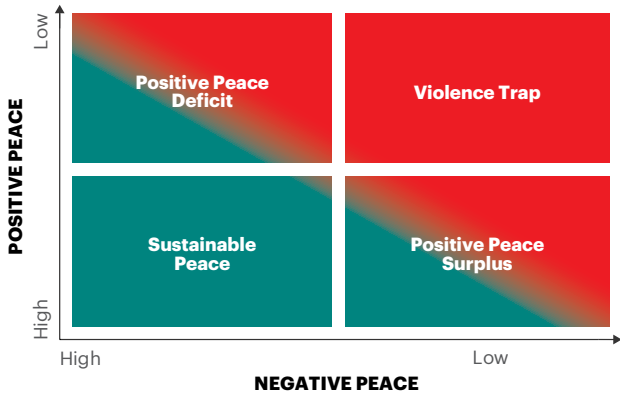 Low
POSITIVE PEACE
High
Positive Peace
Deficit
Violence Trap
Sustainable
Peace
Positive Peace
Surplus
High
Low
NEGATIVE PEACE